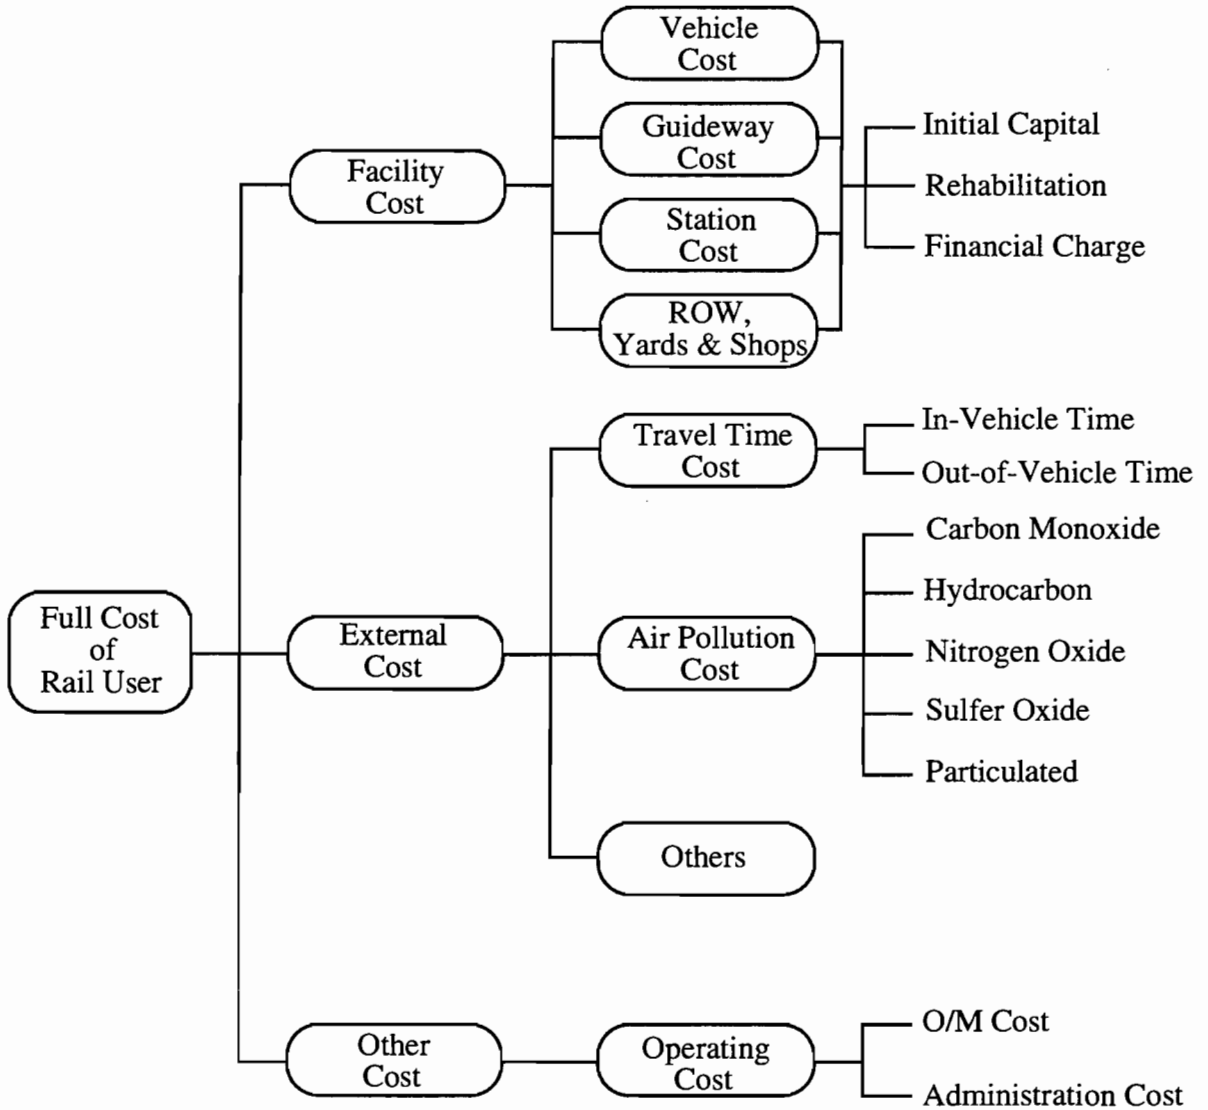 Full Cost
of
Rail User
Facility
Cost
Vehicle
Cost
Guideway
Cost
Station
Cost
ROW,
Yards & Shops
Initial Capital
Rehabilitation
Financial Charge
External
Cost
Travel Time
Cost
In-Vehicle Time
Out-of-Vehicle Time
Air Pollution
Cost
Carbon Monoxide
Hydrocarbon
Nitrogen Oxide
Sulfer Oxide
Particulated
Others
Other
Cost
Operating
Cost
O/M Cost
Administration Cost